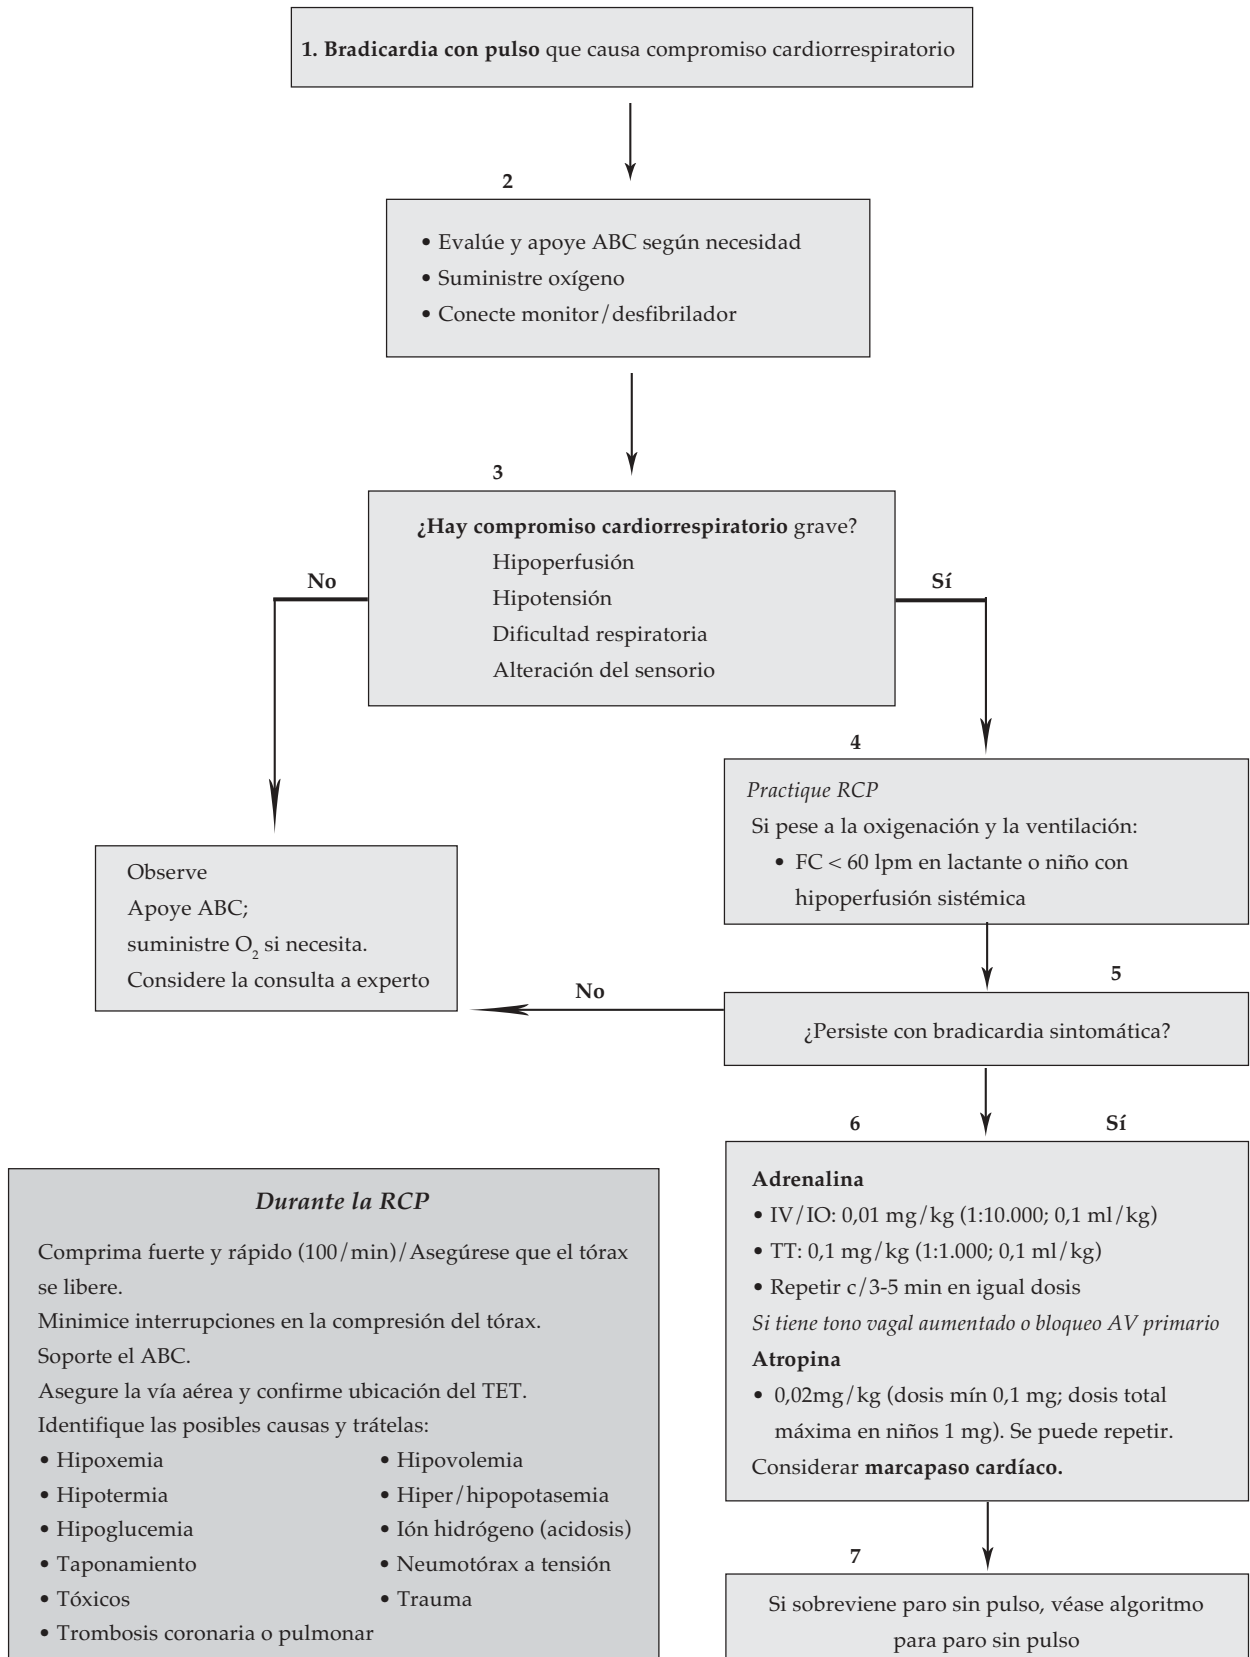 1. Bradicardia con pulso que causa compromiso cardiorrespiratorio
2
• Evalúe y apoye ABC según necesidad
• Suministre oxígeno
• Conecte monitor/desfibrilador
3
¿Hay compromiso cardiorrespiratorio grave?
Hipoperfusión
Hipotensión
Dificultad respiratoria
Alteración del sensorio
No
Sí
4
Practique RCP
Si pese a la oxigenación y la ventilación:
• FC < 60 lpm en lactante o niño con
hipoperfusión sistémica
Observe
Apoye ABC;
suministre O₂ si necesita.
Considere la consulta a experto
No
5
¿Persiste con bradicardia sintomática?
6
Sí
Adrenalina
• IV/IO: 0,01 mg/kg (1:10.000; 0,1 ml/kg)
• TT: 0,1 mg/kg (1:1.000; 0,1 ml/kg)
• Repetir c/3-5 min en igual dosis
Si tiene tono vagal aumentado o bloqueo AV primario
Atropina
• 0,02mg/kg (dosis mín 0,1 mg; dosis total
máxima en niños 1 mg). Se puede repetir.
Considerar marcapaso cardíaco.
Durante la RCP
Comprima fuerte y rápido (100/min)/Asegúrese que el tórax
se libere.
Minimice interrupciones en la compresión del tórax.
Soporte el ABC.
Asegure la vía aérea y confirme ubicación del TET.
Identifique las posibles causas y trátelas:
• Hipoxemia • Hipovolemia
• Hipotermia • Hiper/hipopotasemia
• Hipoglucemia • Ión hidrógeno (acidosis)
• Taponamiento • Neumotórax a tensión
• Tóxicos • Trauma
• Trombosis coronaria o pulmonar
7
Si sobreviene paro sin pulso, véase algoritmo
para paro sin pulso